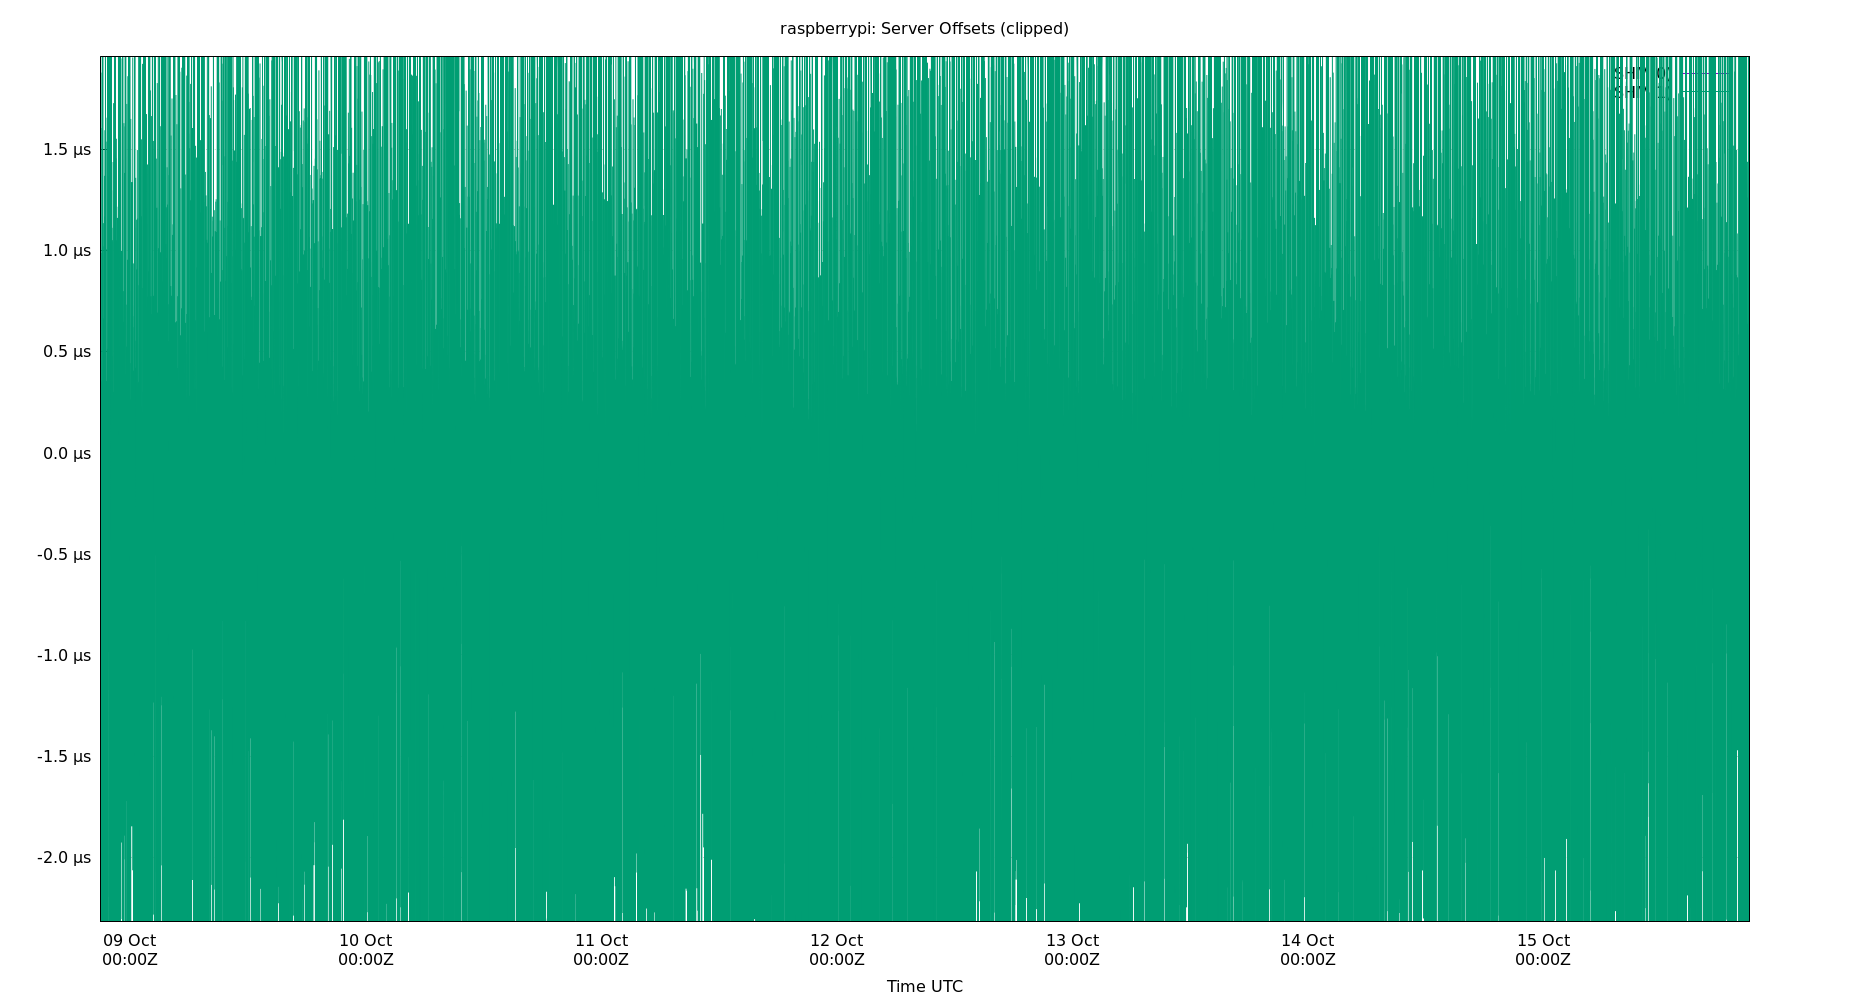 raspberrypi: Server Offsets (clipped)
1.5 µs
1.0 µs
0.5 µs
0.0 µs
-0.5 µs
-1.0 µs
-1.5 µs
-2.0 µs
09 Oct 10 Oct 11 Oct 12 Oct 13 Oct 14 Oct 15 Oct
00:00Z 00:00Z 00:00Z 00:00Z 00:00Z 00:00Z 00:00Z
Time UTC